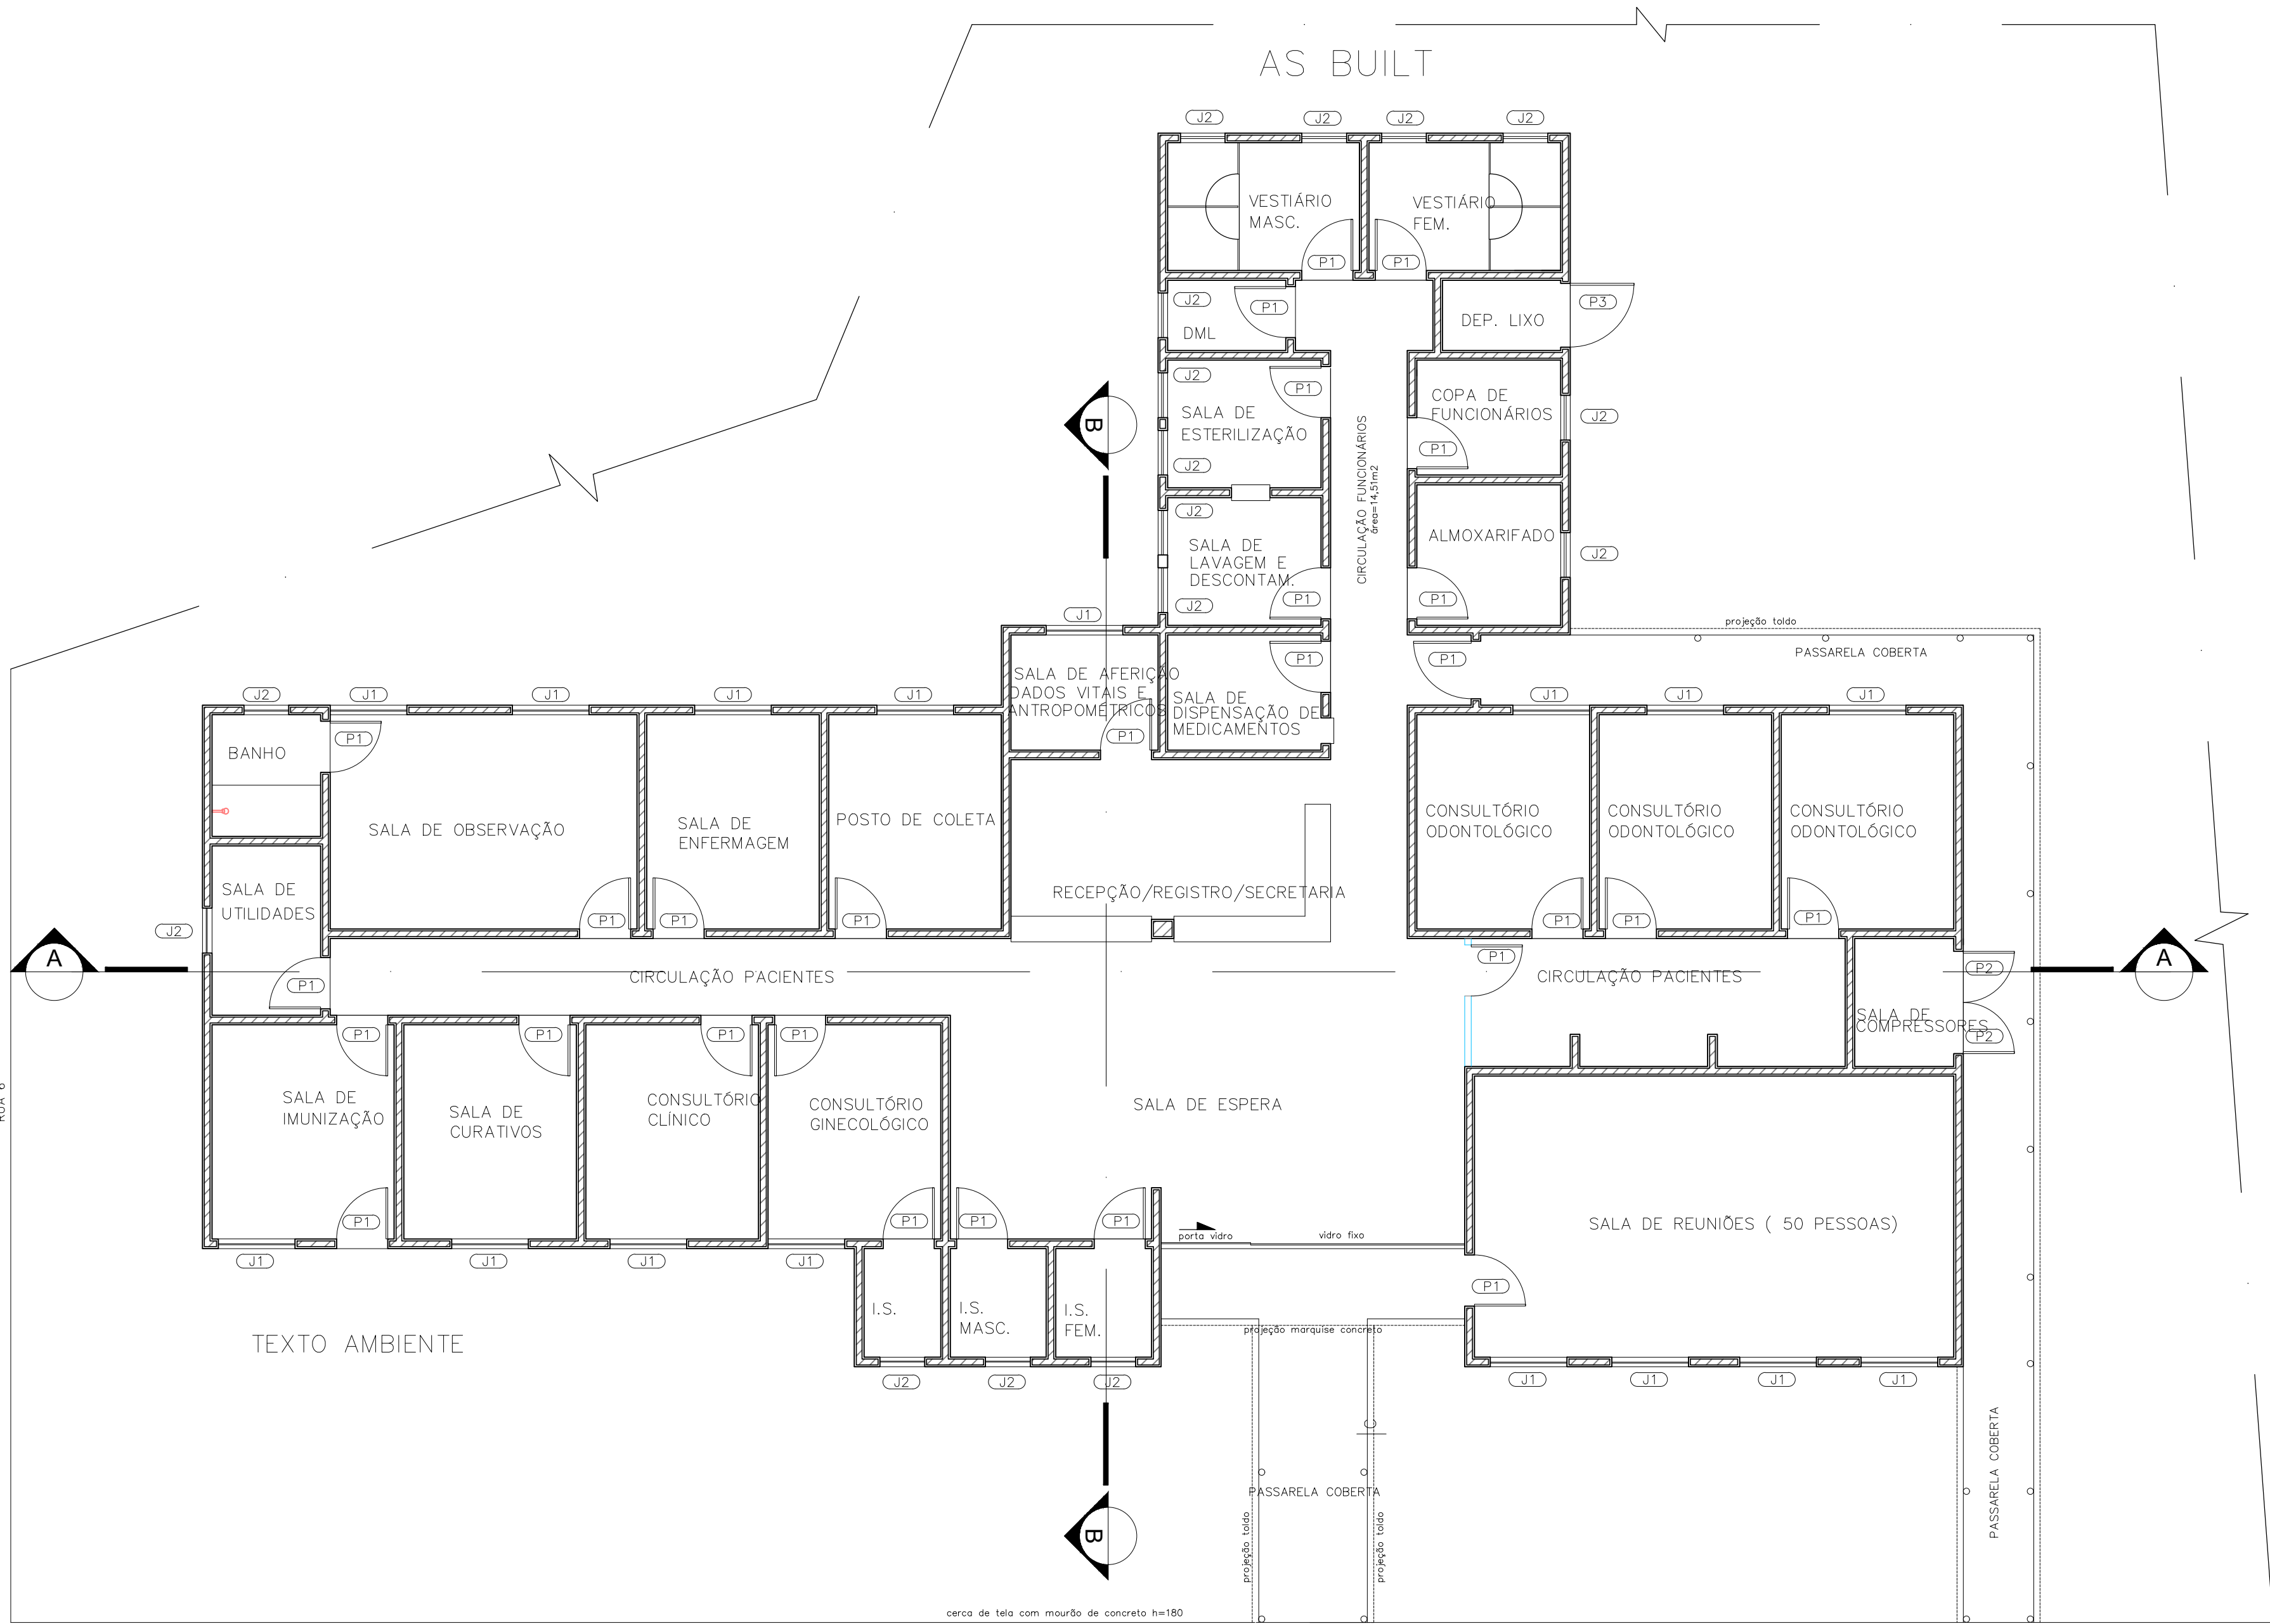 AS BUILT
J2
J2
J2
J2
VESTIÁRIO
MASC.
VESTIÁRIO
FEM.
P1
P1
J2
P1
DML
DEP. LIXO
P3
J2
P1
SALA DE
ESTERILIZAÇÃO
J2
COPA DE
FUNCIONÁRIOS
J2
P1
B
CIRCULAÇÃO FUNCIONÁRIOS
área=14,51m2
J2
SALA DE
LAVAGEM E
DESCONTAM.
J2
P1
ALMOXARIFADO
J2
P1
J1
projeção toldo
PASSARELA COBERTA
SALA DE AFERIÇÃO
DADOS VITAIS E
ANTROPOMÉTRICOS
P1
P1
SALA DE
DISPENSAÇÃO DE
MEDICAMENTOS
P1
J2
J1
J1
J1
J1
J1
J1
J1
BANHO
P1
SALA DE OBSERVAÇÃO
SALA DE
ENFERMAGEM
POSTO DE COLETA
CONSULTÓRIO
ODONTOLÓGICO
CONSULTÓRIO
ODONTOLÓGICO
CONSULTÓRIO
ODONTOLÓGICO
RECEPÇÃO/REGISTRO/SECRETARIA
SALA DE
UTILIDADES
J2
P1
P1
P1
P1
P1
P1
A
P1
CIRCULAÇÃO PACIENTES
P1
CIRCULAÇÃO PACIENTES
P2
P2
SALA DE
COMPRESSORES
A
P1
P1
P1
P1
RUA 6
SALA DE
IMUNIZAÇÃO
SALA DE
CURATIVOS
CONSULTÓRIO
CLÍNICO
CONSULTÓRIO
GINECOLÓGICO
SALA DE ESPERA
P1
P1
P1
P1
porta vidro
vidro fixo
SALA DE REUNIÕES ( 50 PESSOAS)
J1
J1
J1
J1
P1
I.S.
I.S.
MASC.
I.S.
FEM.
projeção marquise concreto
TEXTO AMBIENTE
J2
J2
J2
J1
J1
J1
J1
C
PASSARELA COBERTA
PASSARELA COBERTA
projeção toldo
projeção toldo
B
cerca de tela com mourão de concreto h=180